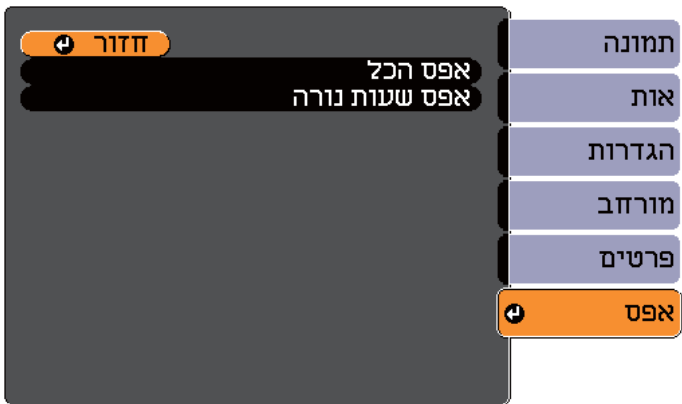 תמונה
אות
הגדרות
מורחב
פרטים
אפס
חזור
אפס הכל
אפס שעות נורה